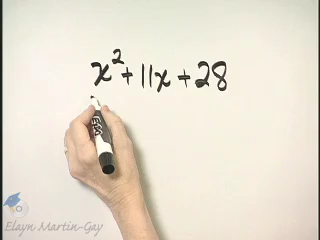 x² + 11x + 28
Elayn Martin-Gay